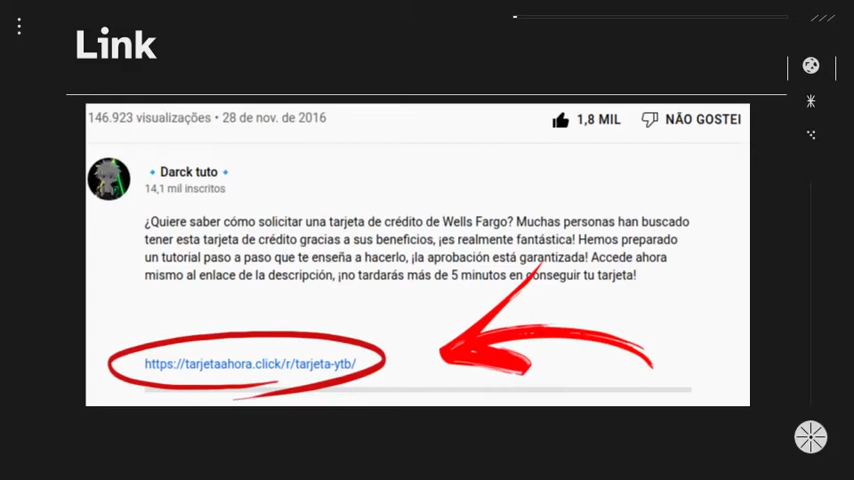 Link
146.923 visualizações • 28 de nov. de 2016
1,8 MIL
NÃO GOSTEI
Darck tuto
14,1 mil inscritos
¿Quiere saber cómo solicitar una tarjeta de crédito de Wells Fargo? Muchas personas han buscado
tener esta tarjeta de crédito gracias a sus beneficios, ¡es realmente fantástica! Hemos preparado
un tutorial paso a paso que te enseña a hacerlo, ¡la aprobación está garantizada! Accede ahora
mismo al enlace de la descripción, ¡no tardarás más de 5 minutos en conseguir tu tarjeta!
https://tarjetaahora.click/r/tarjeta-ytb/